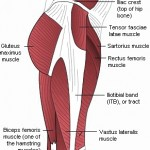 Iliac crest
(top of hip
bone)
Tensor fasciae
latae muscle
Gluteus
maximus
muscle
Sartorius muscle
Rectus femoris
muscle
Iliotibial band
(ITB), or tract
Biceps femoris
muscle (one of
the hamstring
muscles)
Vastus lateralis
muscle